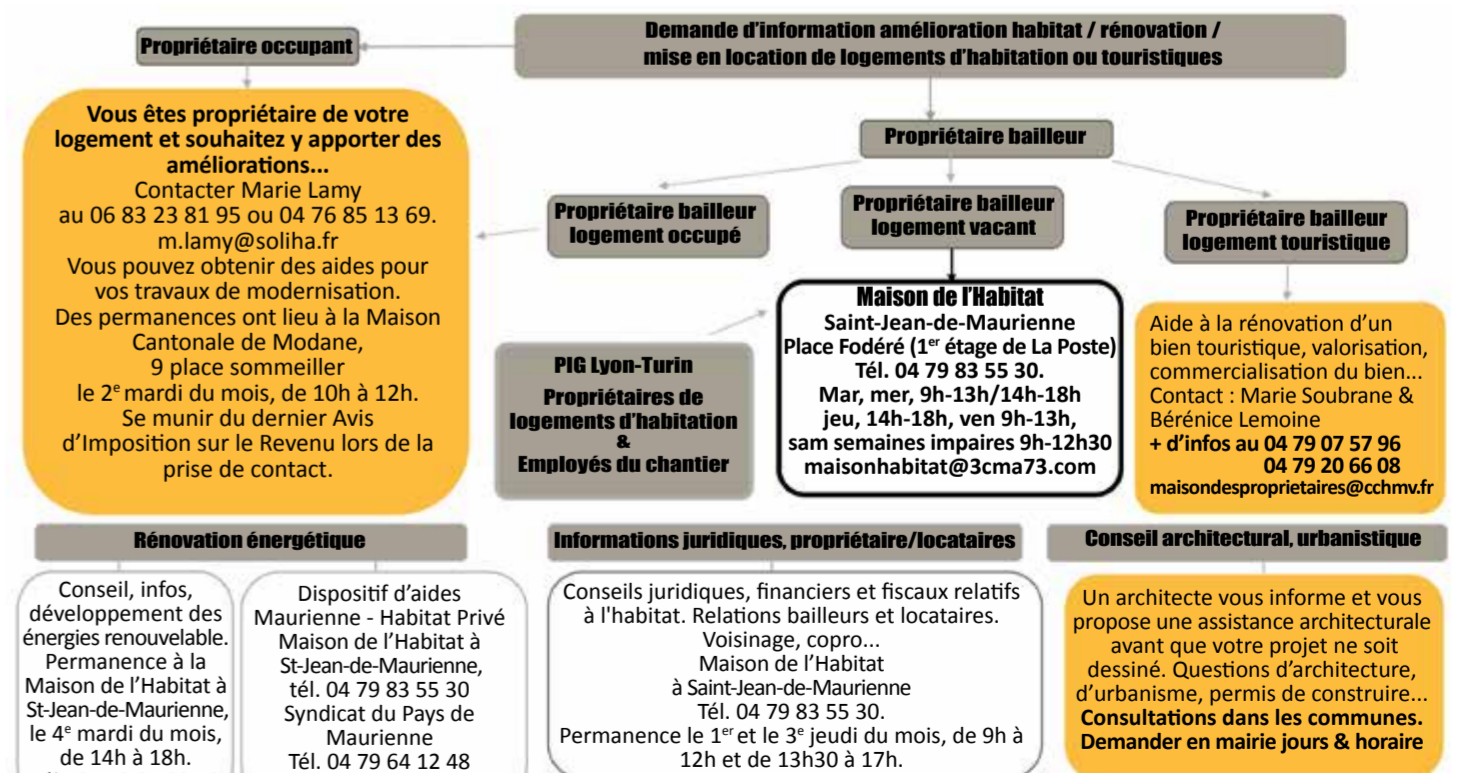 Demande d'information amélioration habitat / rénovation /
mise en location de logements d'habitation ou touristiques
Propriétaire occupant
Vous êtes propriétaire de votre
logement et souhaitez y apporter des
améliorations...
Contacter Marie Lamy
au 06 83 23 81 95 ou 04 76 85 13 69.
m.lamy@soliha.fr
Vous pouvez obtenir des aides pour
vos travaux de modernisation.
Des permanences ont lieu à la Maison
Cantonale de Modane,
9 place sommeiller
le 2e mardi du mois, de 10h à 12h.
Se munir du dernier Avis
d'Imposition sur le Revenu lors de la
prise de contact.
Propriétaire bailleur
Propriétaire bailleur
logement occupé
Propriétaire bailleur
logement vacant
Propriétaire bailleur
logement touristique
PIG Lyon-Turin
Propriétaires de
logements d'habitation
&
Employés du chantier
Maison de l'Habitat
Saint-Jean-de-Maurienne
Place Fodéré (1er étage de La Poste)
Tél. 04 79 83 55 30.
Mar, mer, 9h-13h/14h-18h
jeu, 14h-18h, ven 9h-13h,
sam semaines impaires 9h-12h30
maisonhabitat@3cma73.com
Aide à la rénovation d'un
bien touristique, valorisation,
commercialisation du bien...
Contact : Marie Soubrane &
Bérénice Lemoine
+ d'infos au 04 79 07 57 96
04 79 20 66 08
maisondesproprietaires@cchmv.fr
Rénovation énergétique
Conseil, infos,
développement des
énergies renouvelable.
Permanence à la
Maison de l'Habitat à
St-Jean-de-Maurienne,
le 4e mardi du mois,
de 14h à 18h.
Dispositif d'aides
Maurienne - Habitat Privé
Maison de l'Habitat à
St-Jean-de-Maurienne,
tél. 04 79 83 55 30
Syndicat du Pays de
Maurienne
Tél. 04 79 64 12 48
Informations juridiques, propriétaire/locataires
Conseils juridiques, financiers et fiscaux relatifs
à l'habitat. Relations bailleurs et locataires.
Voisinage, copro...
Maison de l'Habitat
à Saint-Jean-de-Maurienne
Tél. 04 79 83 55 30.
Permanence le 1er et le 3e jeudi du mois, de 9h à
12h et de 13h30 à 17h.
Conseil architectural, urbanistique
Un architecte vous informe et vous
propose une assistance architecturale
avant que votre projet ne soit
dessiné. Questions d'architecture,
d'urbanisme, permis de construire...
Consultations dans les communes.
Demander en mairie jours & horaire